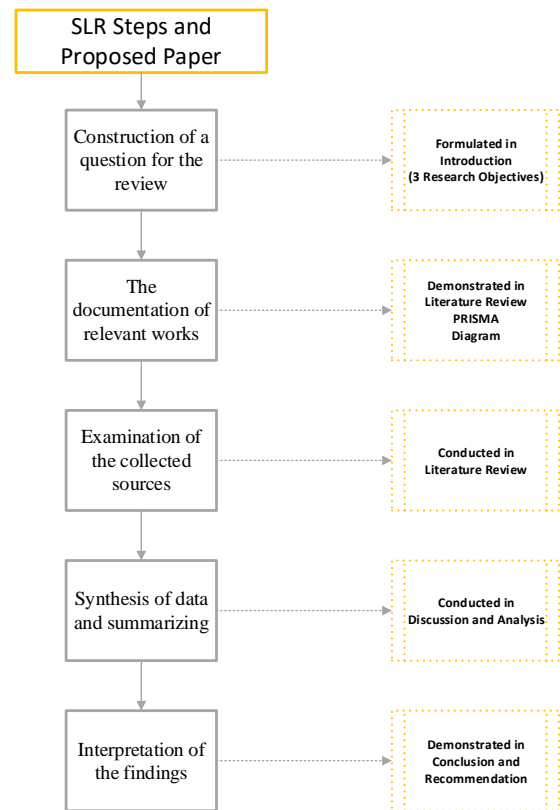 SLR Steps and
Proposed Paper
Construction of a
question for the
review
Formulated in
Introduction
(3 Research Objectives)
The
documentation of
relevant works
Demonstrated in
Literature Review
PRISMA
Diagram
Examination of
the collected
sources
Conducted in
Literature Review
Synthesis of data
and summarizing
Conducted in
Discussion and Analysis
Interpretation of
the findings
Demonstrated in
Conclusion and
Recommendation